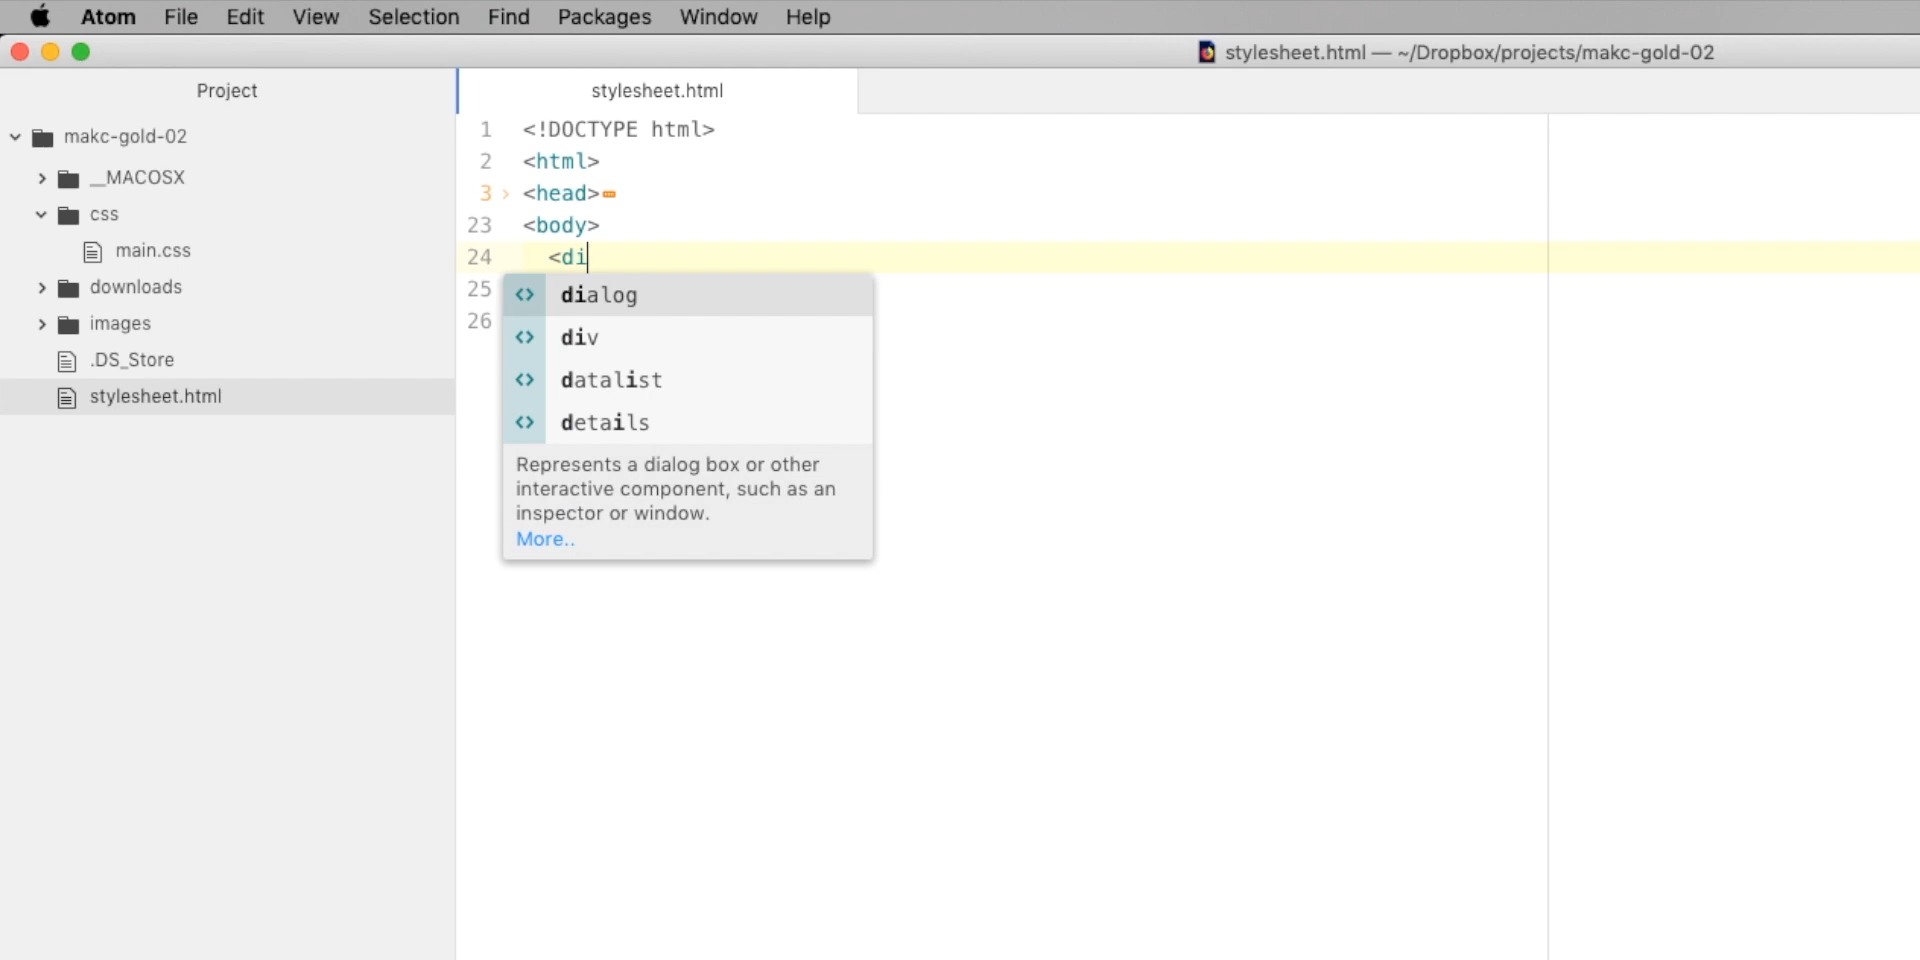 Atom File Edit View Selection Find Packages Window Help
stylesheet.html — ~/Dropbox/projects/makc-gold-02
Project
makc-gold-02
__MACOSX
css
main.css
downloads
images
.DS_Store
stylesheet.html
stylesheet.html
1 <!DOCTYPE html>
2 <html>
3 <head>
23 <body>
24 <di
25
26
<> dialog
<> div
<> datalist
<> details
Represents a dialog box or other
interactive component, such as an
inspector or window.
More..